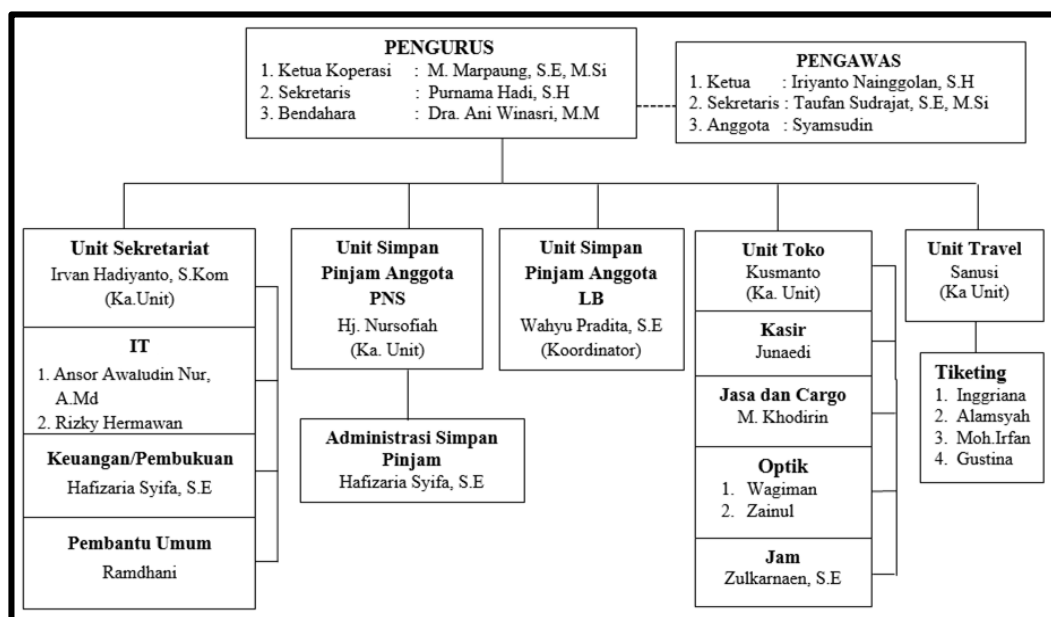 PENGURUS
1. Ketua Koperasi : M. Marpaung, S.E, M.Si
2. Sekretaris : Purnama Hadi, S.H
3. Bendahara : Dra. Ani Winasri, M.M
PENGAWAS
1. Ketua : Iriyanto Nainggolan, S.H
2. Sekretaris : Taufan Sudrajat, S.E, M.Si
3. Anggota : Syamsudin
Unit Sekretariat
Irvan Hadiyanto, S.Kom
(Ka.Unit)
IT
1. Ansor Awaludin Nur,
A.Md
2. Rizky Hermawan
Keuangan/Pembukuan
Hafizaria Syifa, S.E
Pembantu Umum
Ramdhani
Unit Simpan
Pinjam Anggota
PNS
Hj. Nursofiah
(Ka. Unit)
Administrasi Simpan
Pinjam
Hafizaria Syifa, S.E
Unit Simpan
Pinjam Anggota
LB
Wahyu Pradita, S.E
(Koordinator)
Unit Toko
Kusmanto
(Ka. Unit)
Kasir
Junaedi
Jasa dan Cargo
M. Khodirin
Optik
1. Wagiman
2. Zainul
Jam
Zulkarnaen, S.E
Unit Travel
Sanusi
(Ka Unit)
Tiketing
1. Inggriana
2. Alamsyah
3. Moh.Irfan
4. Gustina